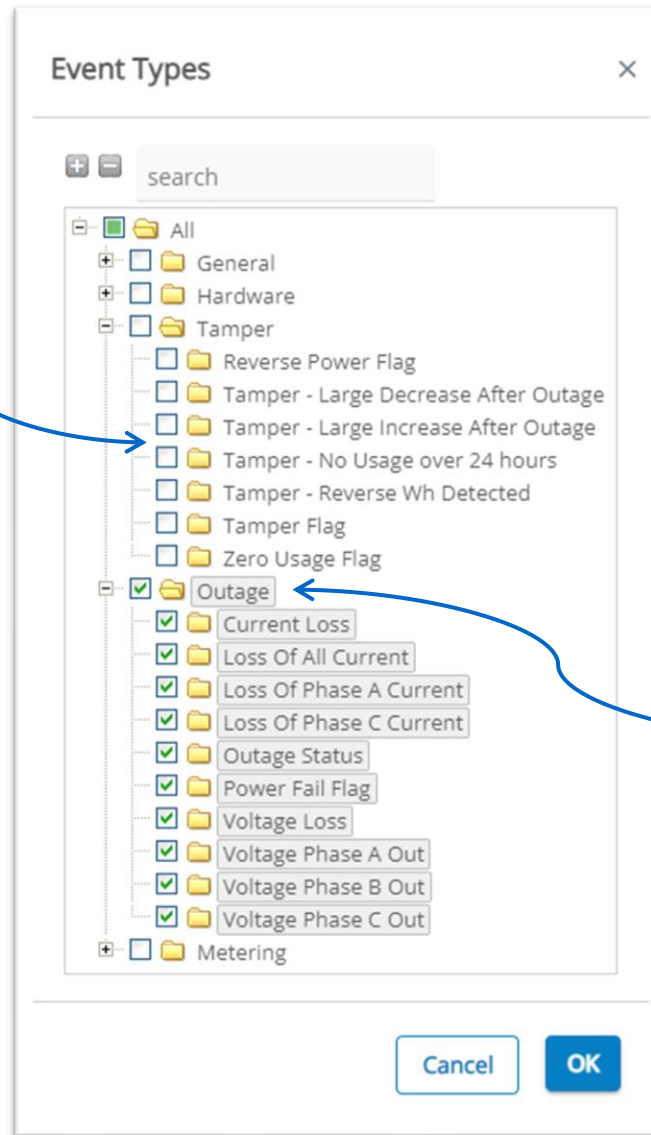 Event Types
search
All
General
Hardware
Tamper
Reverse Power Flag
Tamper - Large Decrease After Outage
Tamper - Large Increase After Outage
Tamper - No Usage over 24 hours
Tamper - Reverse Wh Detected
Tamper Flag
Zero Usage Flag
Outage
Current Loss
Loss Of All Current
Loss Of Phase A Current
Loss Of Phase C Current
Outage Status
Power Fail Flag
Voltage Loss
Voltage Phase A Out
Voltage Phase B Out
Voltage Phase C Out
Metering
Cancel OK